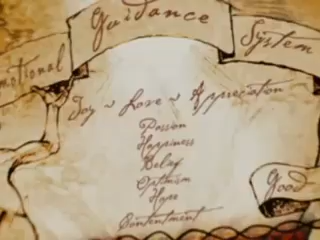 Guidance
motional
System
Joy ~ Love ~ Appreciation
Passion
Happiness
Belief
Optimism
Hope
Contentment
Good